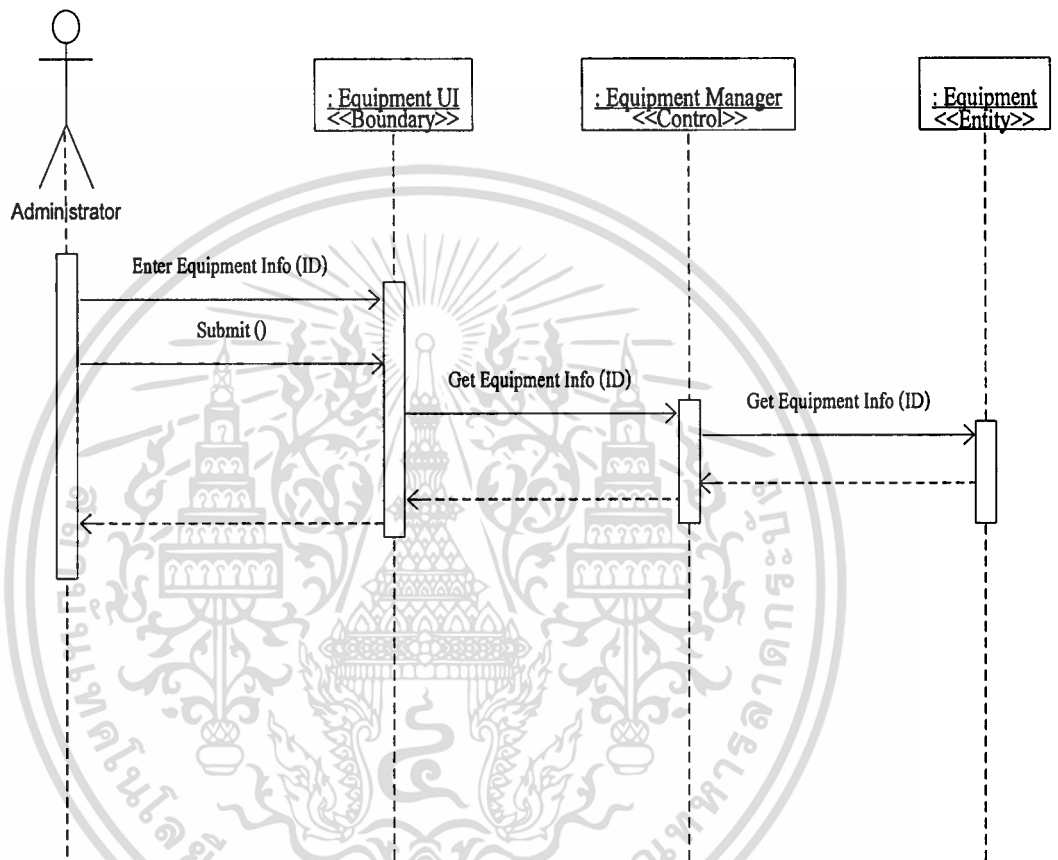 : Equipment UI
<<Boundary>>
: Equipment Manager
<<Control>>
: Equipment
<<Entity>>
Administrator
Enter Equipment Info (ID)
Submit ()
Get Equipment Info (ID)
Get Equipment Info (ID)